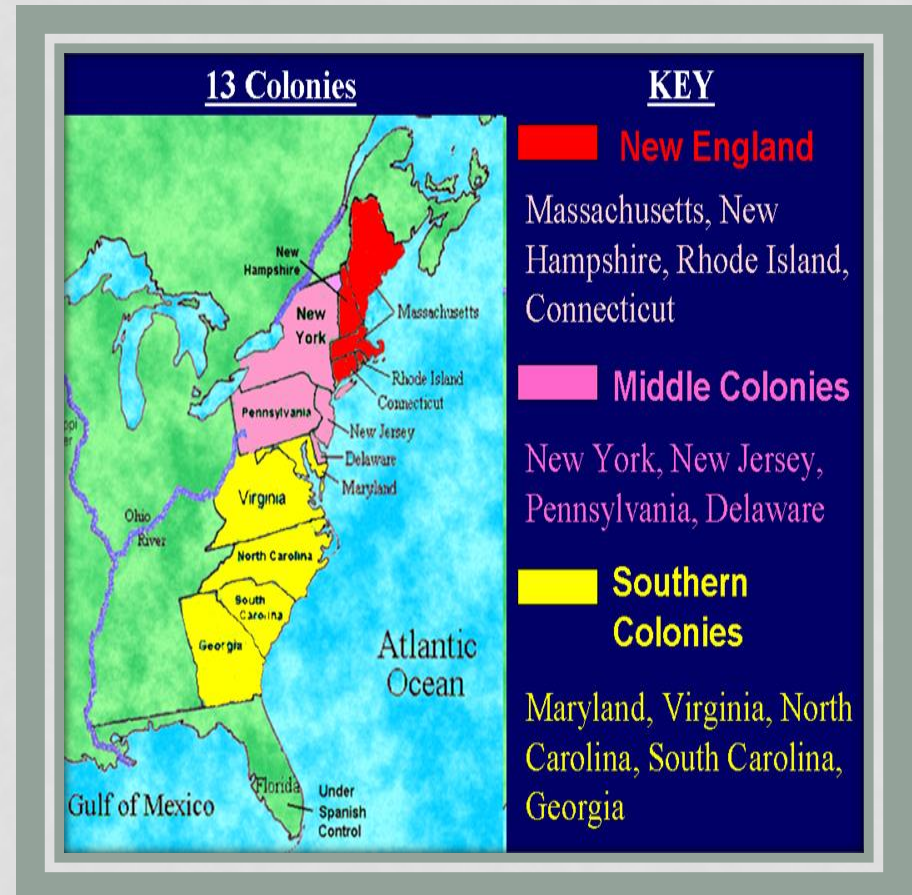 13 Colonies
New
Hampshire
New
York
Massachusetts
Rhode Island
Connecticut
Pennsylvania
New Jersey
Delaware
Maryland
Virginia
Ohio
River
North Carolina
South
Carolina
Georgia
Atlantic
Ocean
Florida
Under
Spanish
Control
Gulf of Mexico
KEY
New England
Massachusetts, New
Hampshire, Rhode Island,
Connecticut
Middle Colonies
New York, New Jersey,
Pennsylvania, Delaware
Southern
Colonies
Maryland, Virginia, North
Carolina, South Carolina,
Georgia